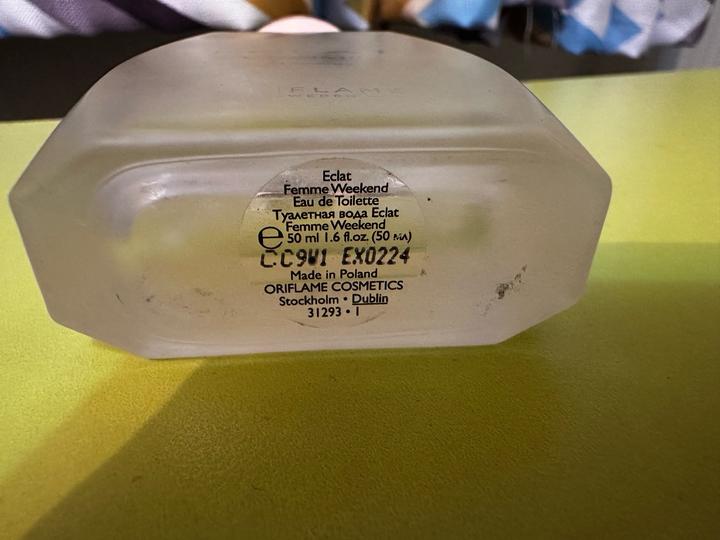 Eclat
Femme Weekend
Eau de Toilette
Туалетная вода Eclat
Femme Weekend
℮ 50 ml 1.6 fl.oz. (50 мл)
CC9W1 EX0224
Made in Poland
ORIFLAME COSMETICS
Stockholm • Dublin
31293 • 1